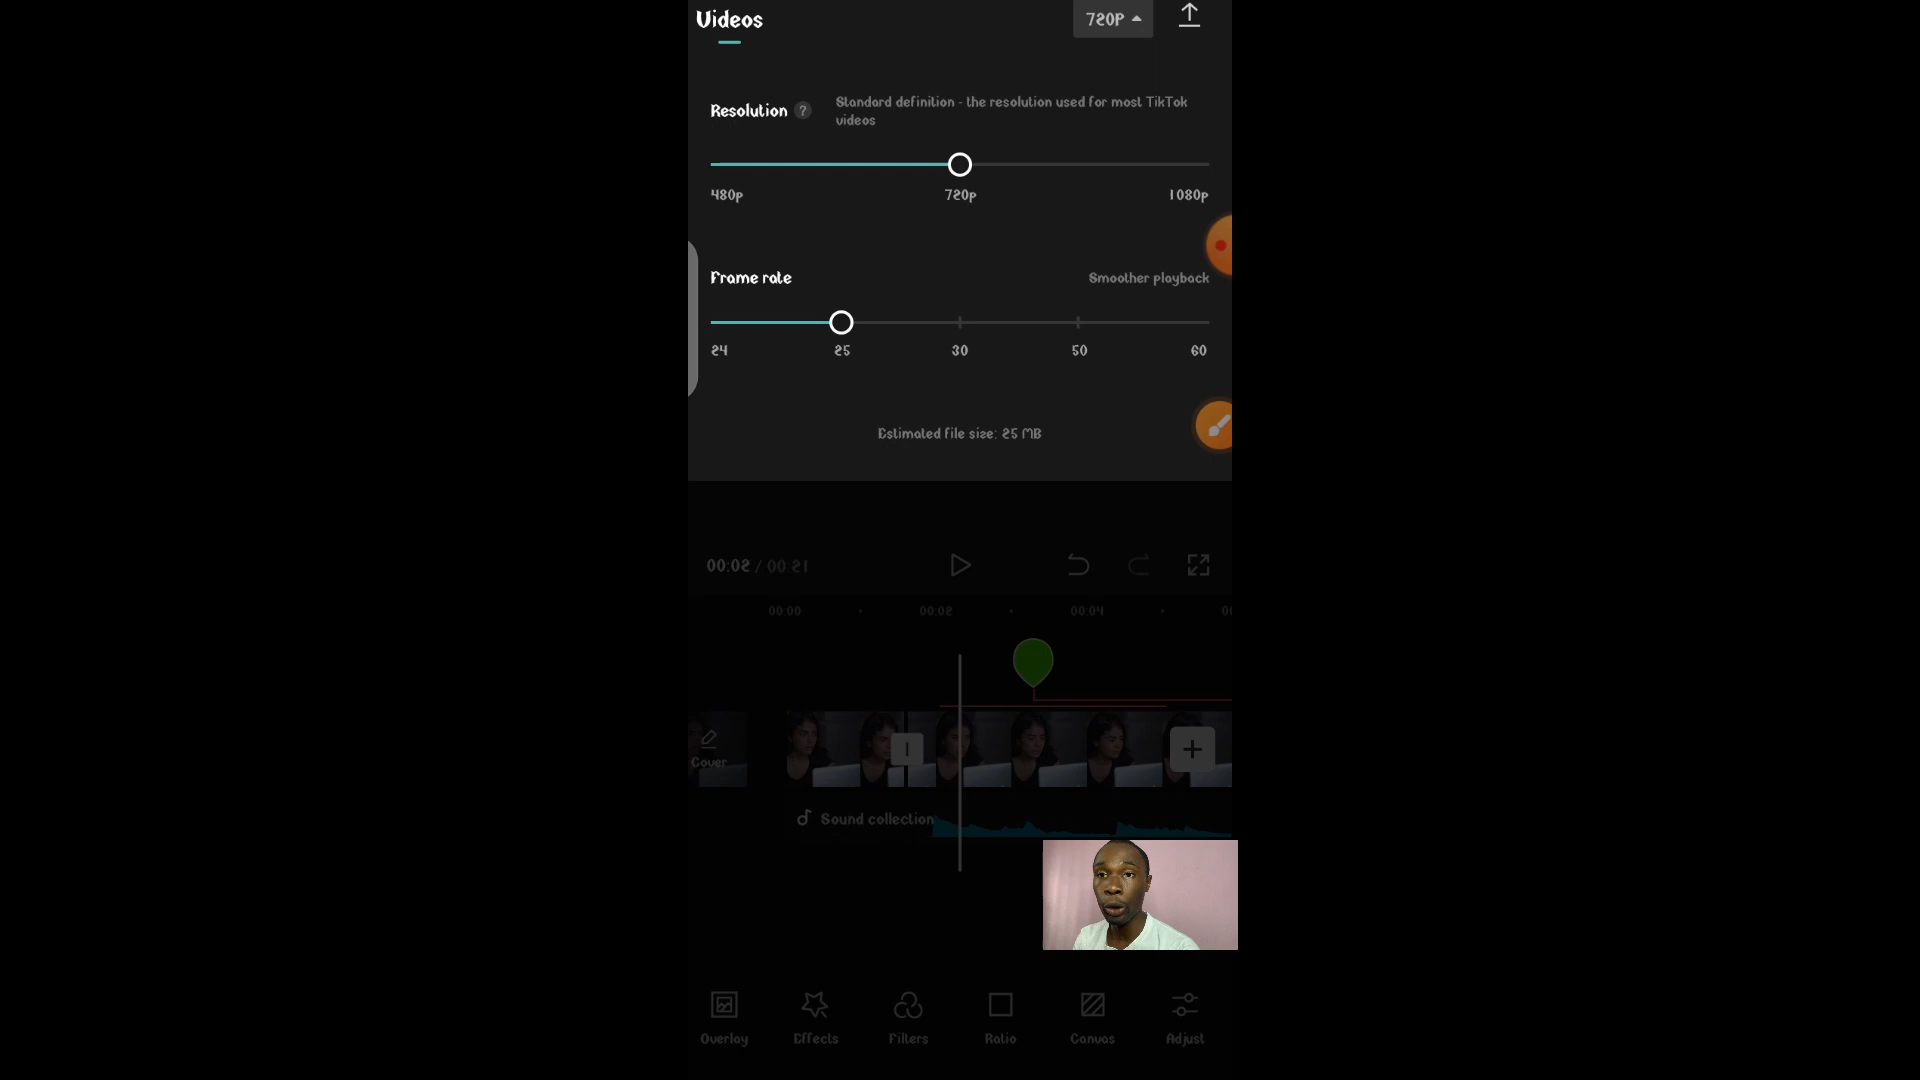 Videos
720P
Resolution ?
Standard definition - the resolution used for most TikTok
videos
480p 720p 1080p
Frame rate
Smoother playback
24 25 30 50 60
Estimated file size: 25 MB
00:02 / 00:21
00:00 00:02 00:04
Cover
Sound collection
Overlay Effects Filters Ratio Canvas Adjust